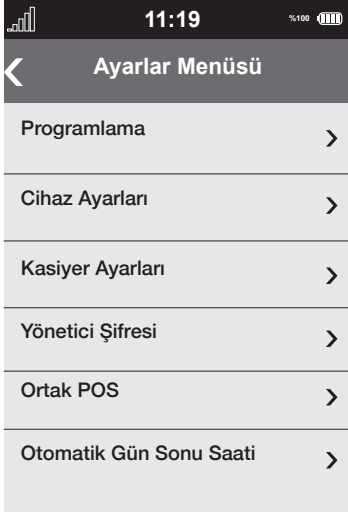 11:19 %100
Ayarlar Menüsü
Programlama
Cihaz Ayarları
Kasiyer Ayarları
Yönetici Şifresi
Ortak POS
Otomatik Gün Sonu Saati